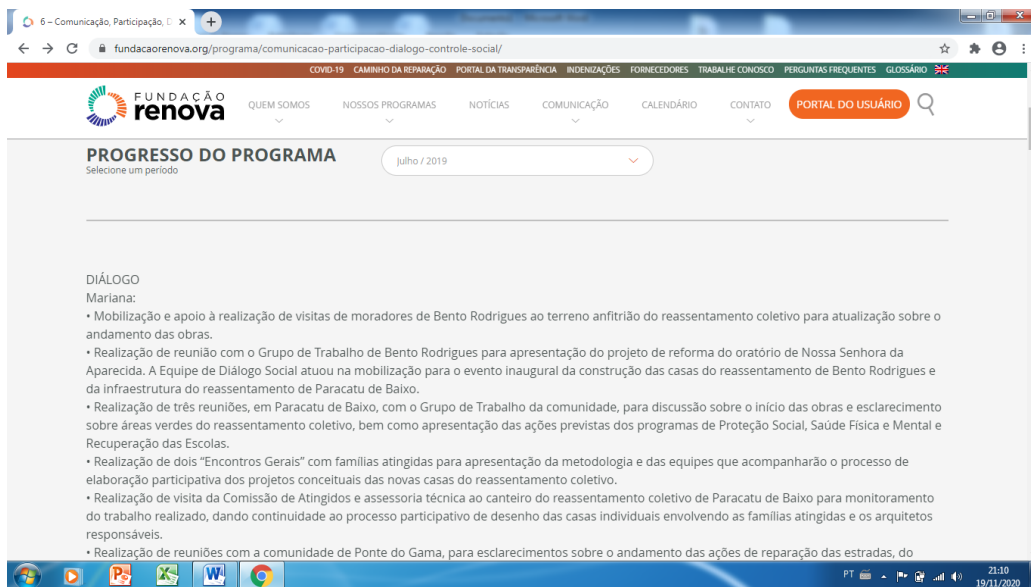 6 – Comunicação, Participação, D
fundacaorenova.org/programa/comunicacao-participacao-dialogo-controle-social/
COVID-19 CAMINHO DA REPARAÇÃO PORTAL DA TRANSPARÊNCIA INDENIZAÇÕES FORNECEDORES TRABALHE CONOSCO PERGUNTAS FREQUENTES GLOSSÁRIO
FUNDAÇÃO
renova
QUEM SOMOS NOSSOS PROGRAMAS NOTÍCIAS COMUNICAÇÃO CALENDÁRIO CONTATO PORTAL DO USUÁRIO
PROGRESSO DO PROGRAMA
Selecione um período
Julho / 2019
DIÁLOGO
Mariana:
• Mobilização e apoio à realização de visitas de moradores de Bento Rodrigues ao terreno anfitrião do reassentamento coletivo para atualização sobre o
andamento das obras.
• Realização de reunião com o Grupo de Trabalho de Bento Rodrigues para apresentação do projeto de reforma do oratório de Nossa Senhora da
Aparecida. A Equipe de Diálogo Social atuou na mobilização para o evento inaugural da construção das casas do reassentamento de Bento Rodrigues e
da infraestrutura do reassentamento de Paracatu de Baixo.
• Realização de três reuniões, em Paracatu de Baixo, com o Grupo de Trabalho da comunidade, para discussão sobre o início das obras e esclarecimento
sobre áreas verdes do reassentamento coletivo, bem como apresentação das ações previstas dos programas de Proteção Social, Saúde Física e Mental e
Recuperação das Escolas.
• Realização de dois “Encontros Gerais” com famílias atingidas para apresentação da metodologia e das equipes que acompanharão o processo de
elaboração participativa dos projetos conceituais das novas casas do reassentamento coletivo.
• Realização de visita da Comissão de Atingidos e assessoria técnica ao canteiro do reassentamento coletivo de Paracatu de Baixo para monitoramento
do trabalho realizado, dando continuidade ao processo participativo de desenho das casas individuais envolvendo as famílias atingidas e os arquitetos
responsáveis.
• Realização de reuniões com a comunidade de Ponte do Gama, para esclarecimentos sobre o andamento das ações de reparação das estradas, do
PT
21:10
19/11/2020